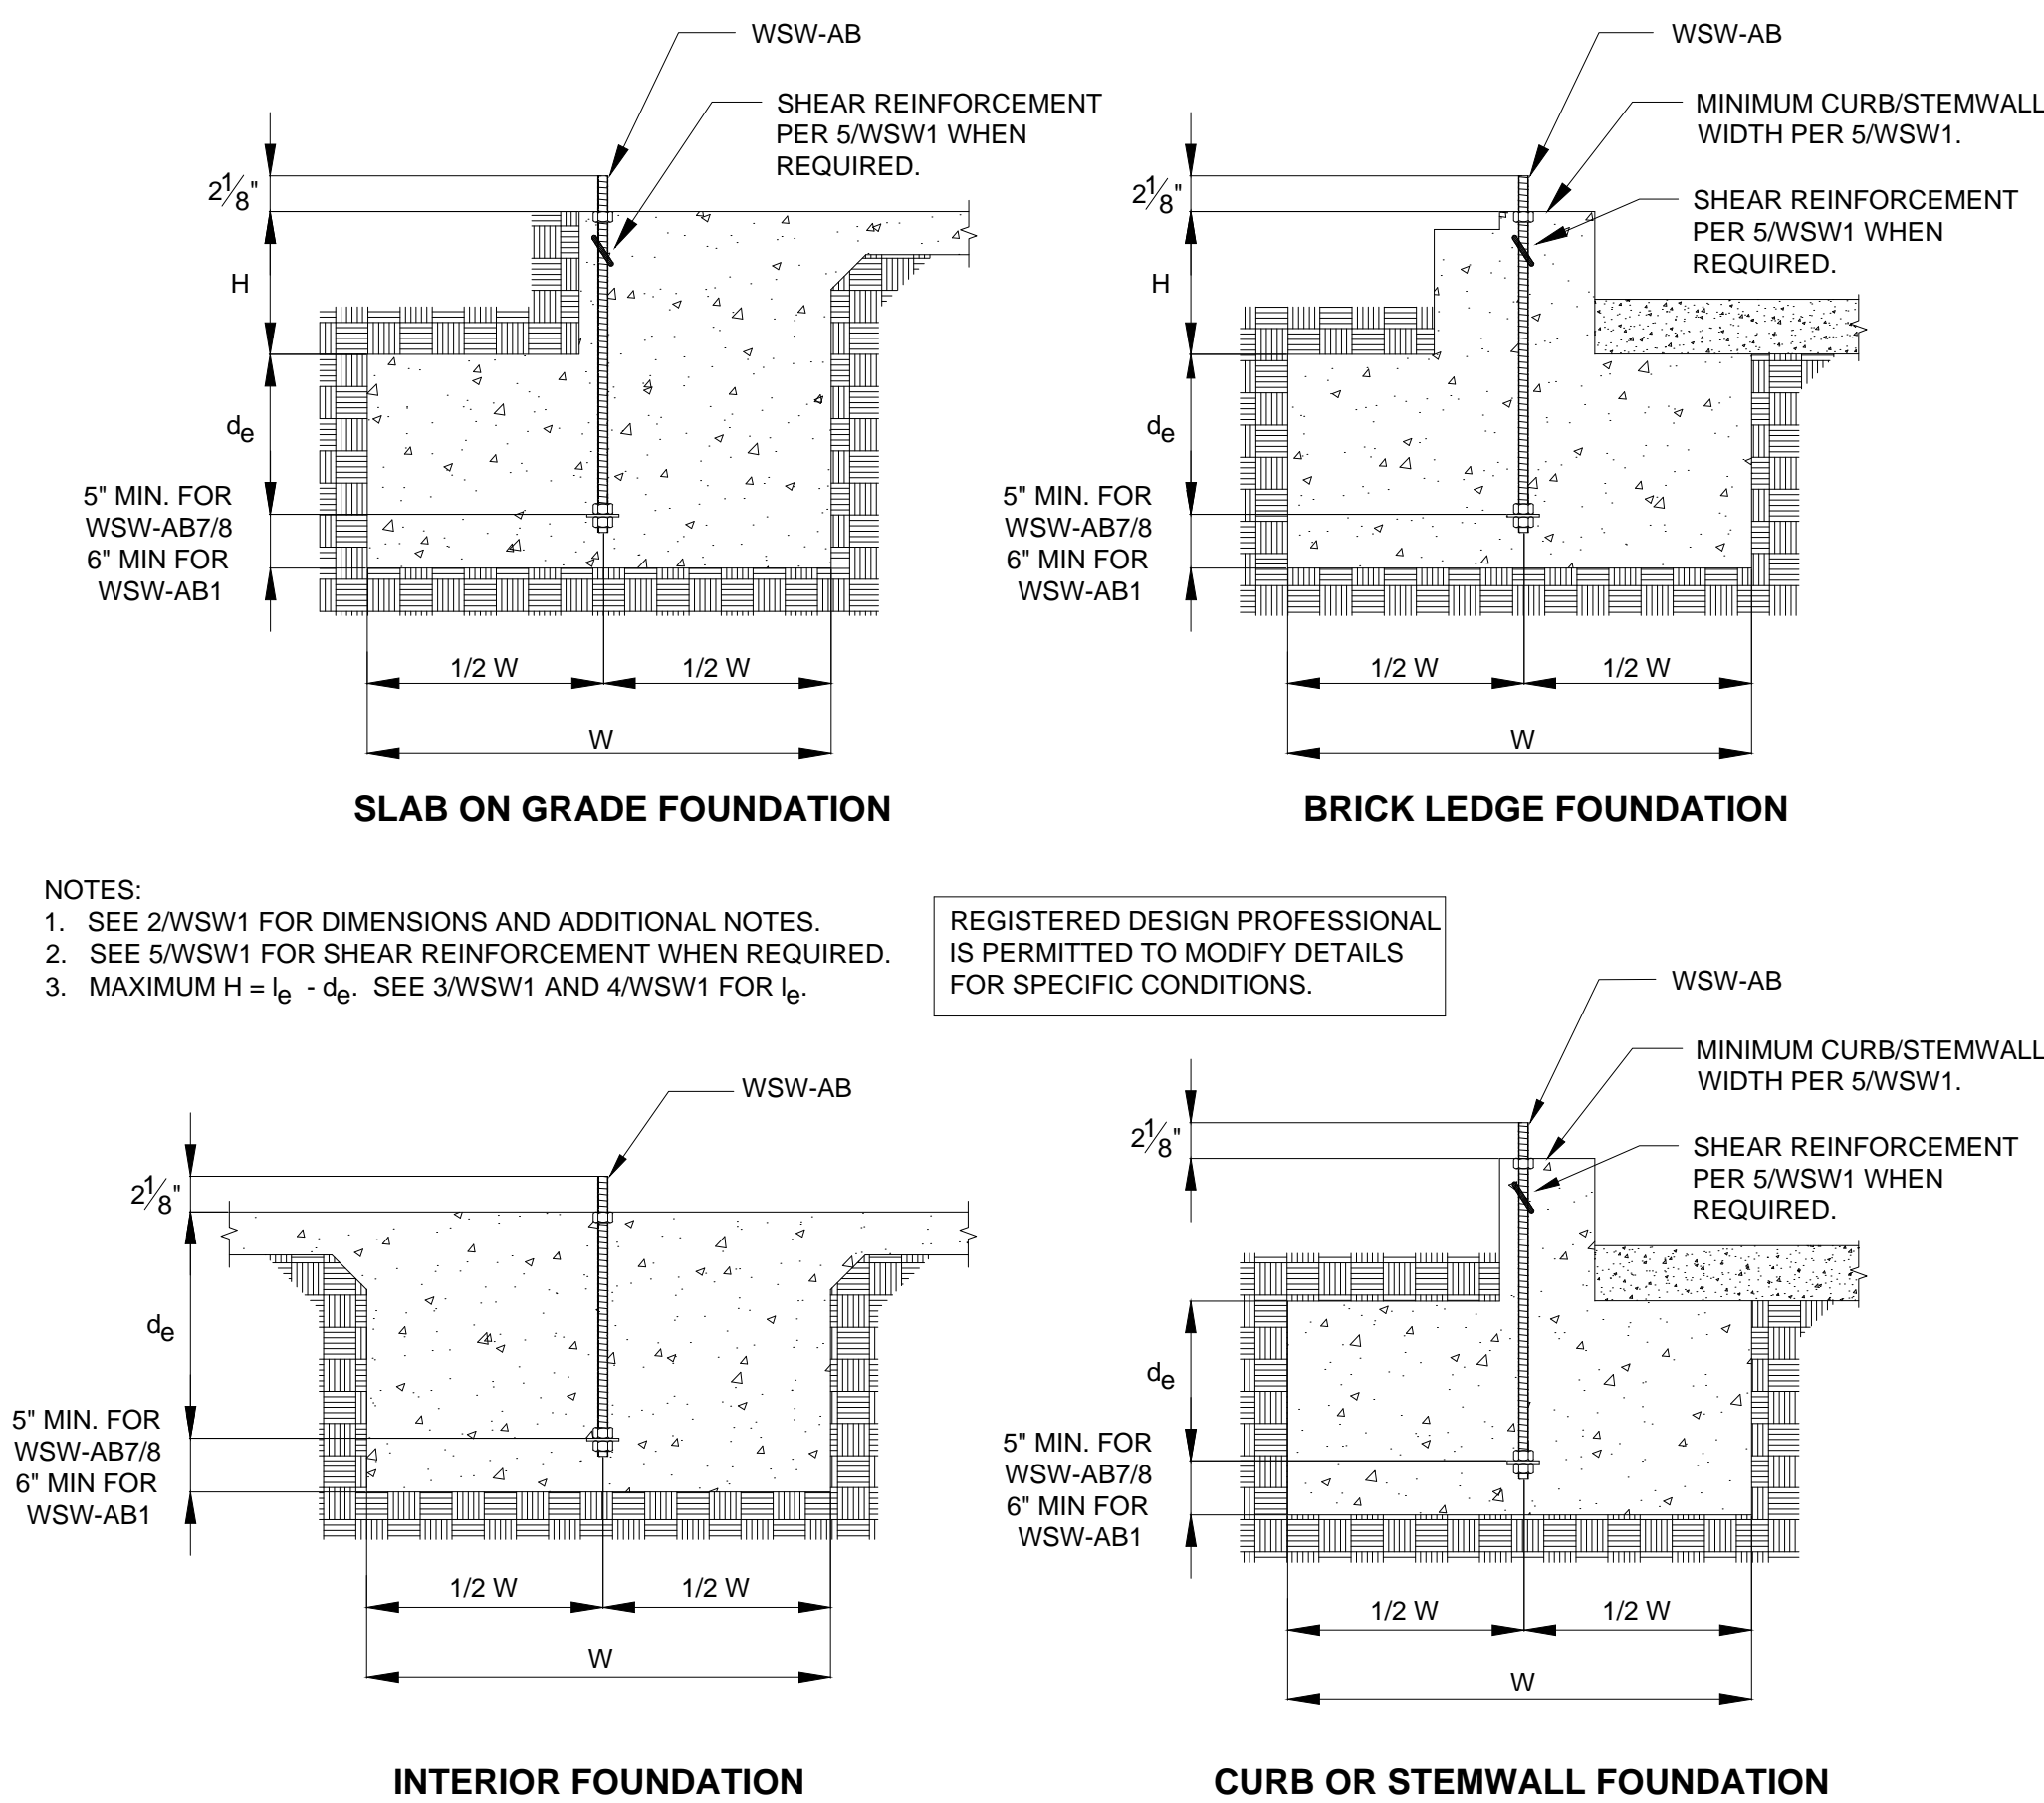 WSW-AB
SHEAR REINFORCEMENT
PER 5/WSW1 WHEN
REQUIRED.
2 1/8"
H
de
5" MIN. FOR
WSW-AB7/8
6" MIN FOR
WSW-AB1
1/2 W
1/2 W
W
SLAB ON GRADE FOUNDATION
WSW-AB
MINIMUM CURB/STEMWALL
WIDTH PER 5/WSW1.
SHEAR REINFORCEMENT
PER 5/WSW1 WHEN
REQUIRED.
2 1/8"
H
de
5" MIN. FOR
WSW-AB7/8
6" MIN FOR
WSW-AB1
1/2 W
1/2 W
W
BRICK LEDGE FOUNDATION
NOTES:
1. SEE 2/WSW1 FOR DIMENSIONS AND ADDITIONAL NOTES.
2. SEE 5/WSW1 FOR SHEAR REINFORCEMENT WHEN REQUIRED.
3. MAXIMUM H = le - de. SEE 3/WSW1 AND 4/WSW1 FOR le.
REGISTERED DESIGN PROFESSIONAL
IS PERMITTED TO MODIFY DETAILS
FOR SPECIFIC CONDITIONS.
WSW-AB
2 1/8"
de
5" MIN. FOR
WSW-AB7/8
6" MIN FOR
WSW-AB1
1/2 W
1/2 W
W
INTERIOR FOUNDATION
WSW-AB
MINIMUM CURB/STEMWALL
WIDTH PER 5/WSW1.
SHEAR REINFORCEMENT
PER 5/WSW1 WHEN
REQUIRED.
2 1/8"
de
5" MIN. FOR
WSW-AB7/8
6" MIN FOR
WSW-AB1
1/2 W
1/2 W
W
CURB OR STEMWALL FOUNDATION